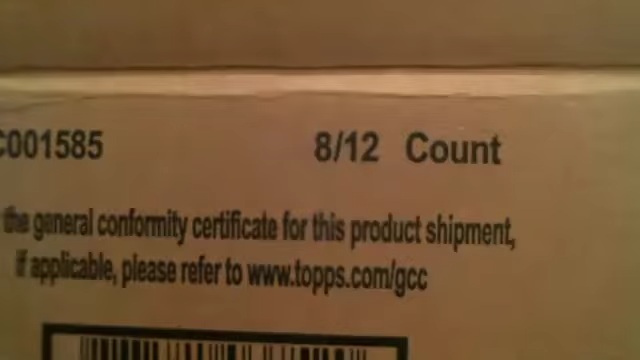 C001585 8/12 Count
the general conformity certificate for this product shipment,
if applicable, please refer to www.topps.com/gcc